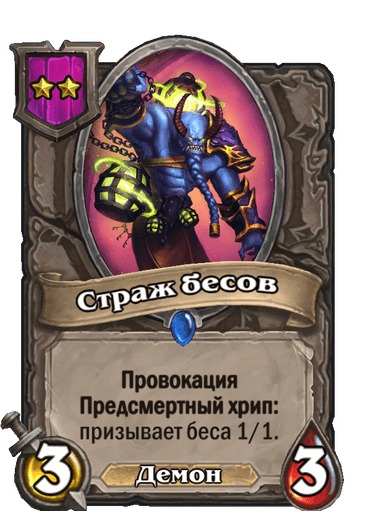 Страж бесов
Провокация
Предсмертный хрип:
призывает беса 1/1.
3
Демон
3